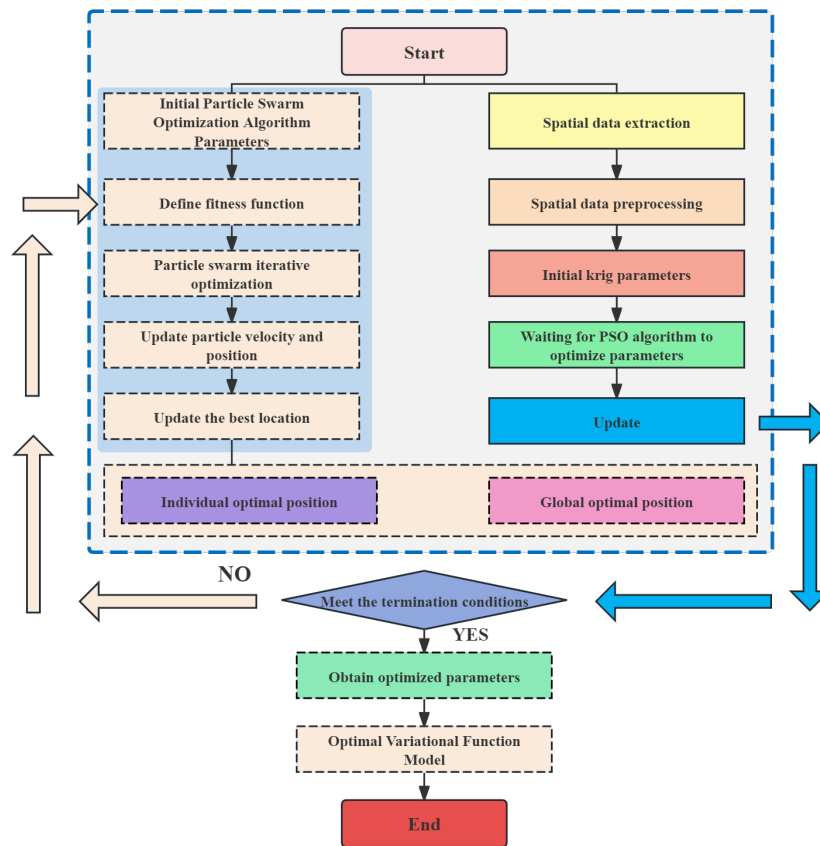 Start
Initial Particle Swarm
Optimization Algorithm
Parameters
Spatial data extraction
Define fitness function
Spatial data preprocessing
Particle swarm iterative
optimization
Initial krig parameters
Update particle velocity and
position
Waiting for PSO algorithm to
optimize parameters
Update the best location
Update
Individual optimal position
Global optimal position
NO
Meet the termination conditions
YES
Obtain optimized parameters
Optimal Variational Function
Model
End